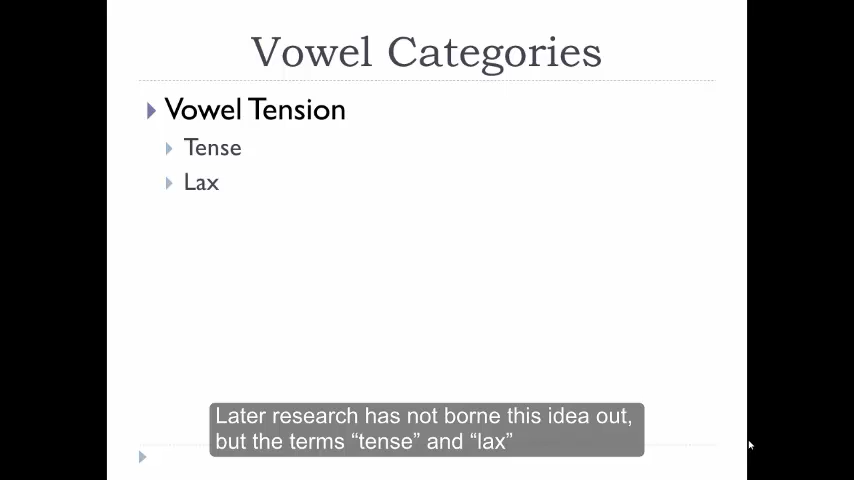 Vowel Categories
Vowel Tension
Tense
Lax
Later research has not borne this idea out,
but the terms “tense” and “lax”